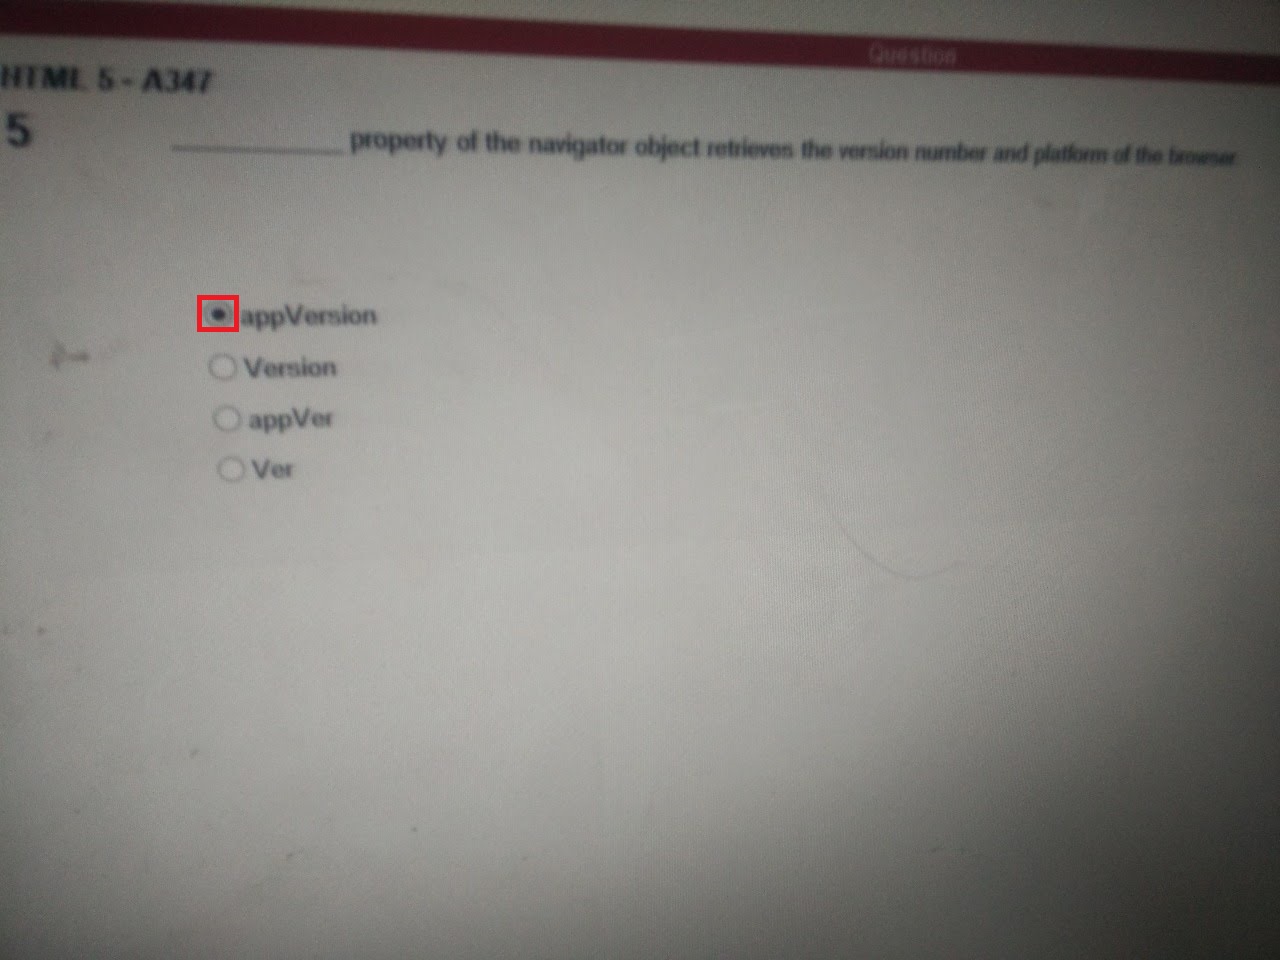 Question
HTML 5 - A347
5 __________ property of the navigator object retrieves the version number and platform of the browser
appVersion
Version
appVer
Ver